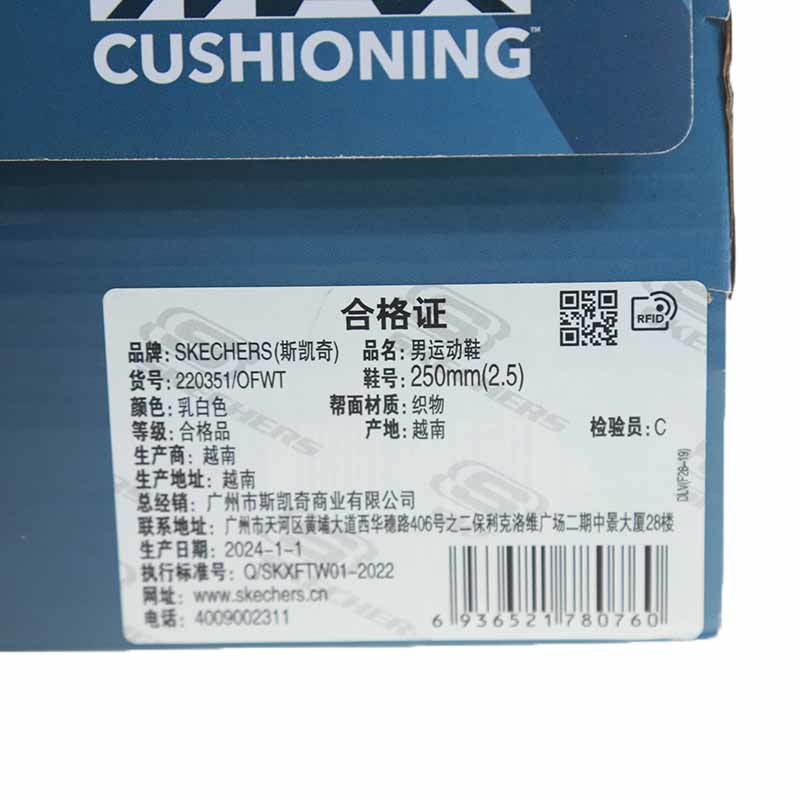 CUSHIONING™
合格证
RFID
品牌: SKECHERS(斯凯奇) 品名: 男运动鞋
货号: 220351/OFWT 鞋号: 250mm(2.5)
颜色: 乳白色 帮面材质: 织物
等级: 合格品 产地: 越南 检验员: C
生产商: 越南
生产地址: 越南
总经销: 广州市斯凯奇商业有限公司
联系地址: 广州市天河区黄埔大道西华穗路406号之二保利克洛维广场二期中景大厦28楼
生产日期: 2024-1-1
执行标准号: Q/SKXFTW01-2022
网址: www.skechers.cn
电话: 4009002311
6 936521 780760
SKECHERS
SKECHERS
SKECHERS